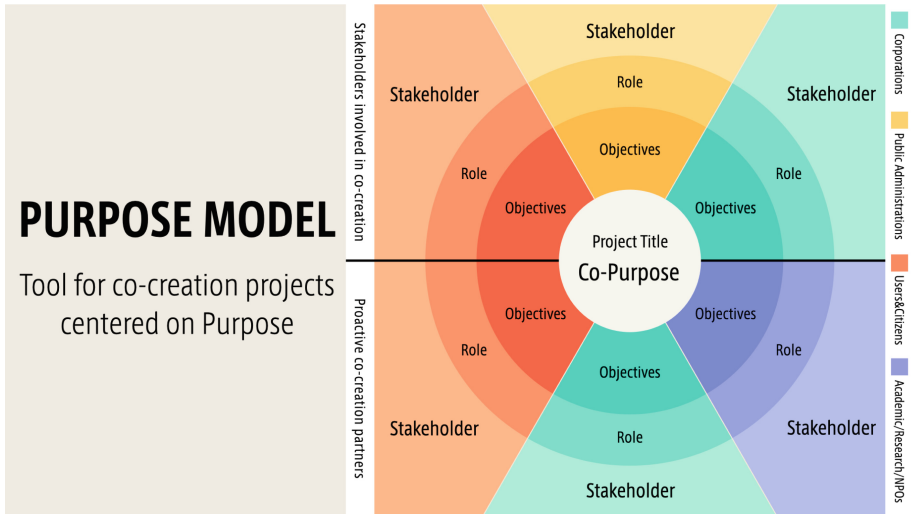 PURPOSE MODEL
Tool for co-creation projects
centered on Purpose
Stakeholders involved in co-creation
Proactive co-creation partners
Stakeholder
Stakeholder
Stakeholder
Role
Role
Role
Objectives
Objectives
Objectives
Project Title
Co-Purpose
Objectives
Objectives
Objectives
Role
Role
Role
Stakeholder
Stakeholder
Stakeholder
Corporations
Public Administrations
Users&Citizens
Academic/Research/NPOs